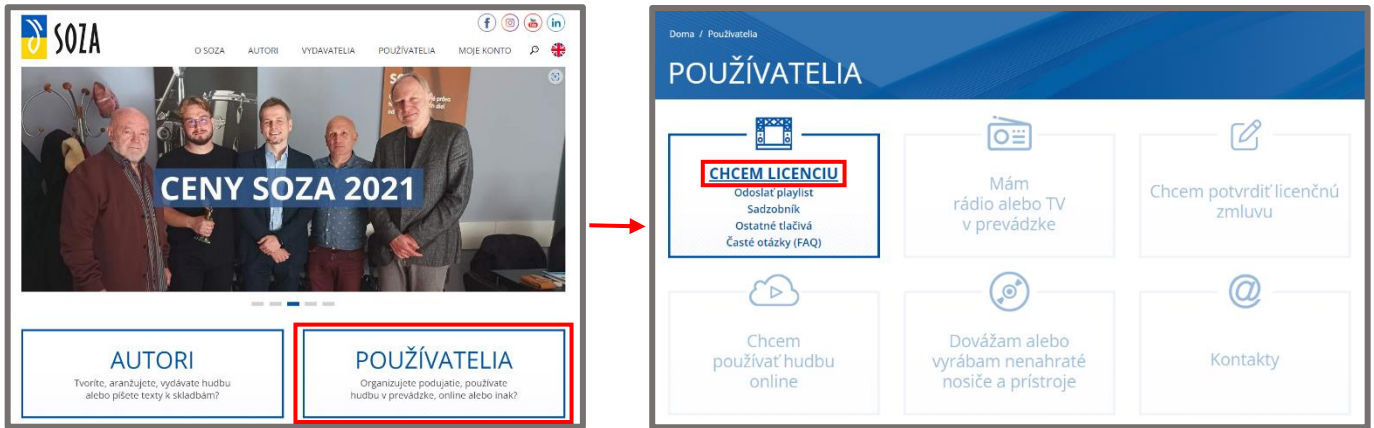 SOZA
O SOZA AUTORI VYDAVATELIA POUŽÍVATELIA MOJE KONTO
CENY SOZA 2021
AUTORI
Tvoríte, aranžujete, vydávate hudbu
alebo píšete texty k skladbám?
POUŽÍVATELIA
Organizujete podujatie, používate
hudbu v prevádzke, online alebo inak?
Doma / Používatelia
POUŽÍVATELIA
CHCEM LICENCIU
Odoslať playlist
Sadzobník
Ostatné tlačivá
Časté otázky (FAQ)
Mám
rádio alebo TV
v prevádzke
Chcem potvrdiť licenčnú
zmluvu
Chcem
používať hudbu
online
Dovážam alebo
vyrábam nenahraté
nosiče a prístroje
@
Kontakty